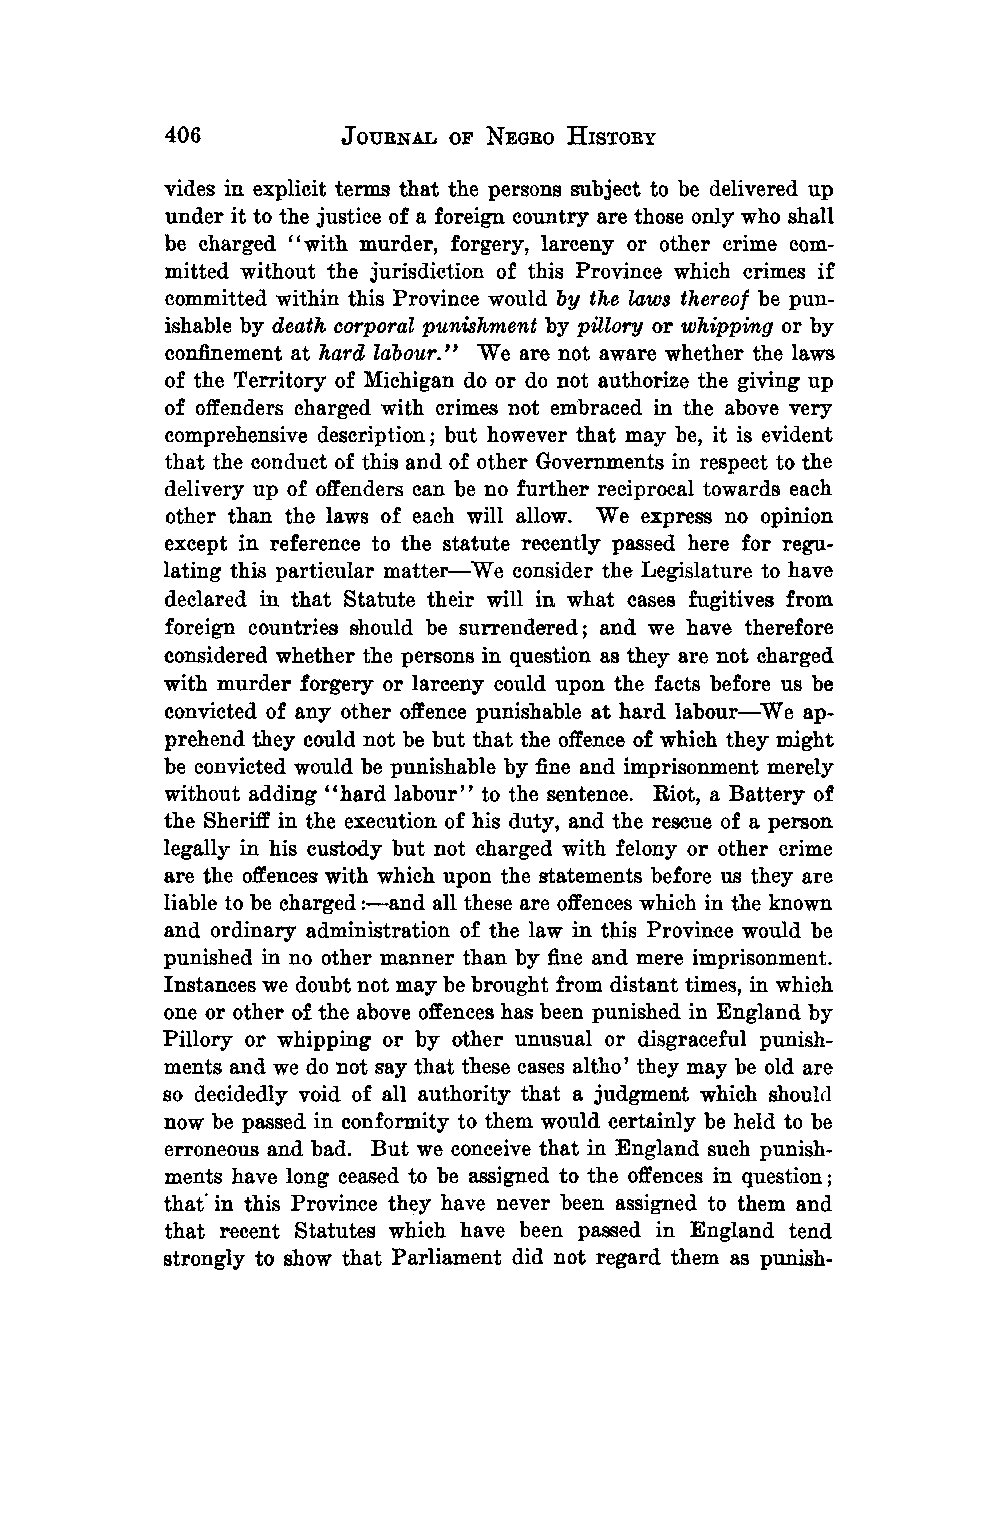 406 JOURNAL OF NEGRO HISTORY
vides in explicit terms that the persons subject to be delivered up
under it to the justice of a foreign country are those only who shall
be charged “with murder, forgery, larceny or other crime com-
mitted without the jurisdiction of this Province which crimes if
committed within this Province would by the laws thereof be pun-
ishable by death corporal punishment by pillory or whipping or by
confinement at hard labour.” We are not aware whether the laws
of the Territory of Michigan do or do not authorize the giving up
of offenders charged with crimes not embraced in the above very
comprehensive description; but however that may be, it is evident
that the conduct of this and of other Governments in respect to the
delivery up of offenders can be no further reciprocal towards each
other than the laws of each will allow. We express no opinion
except in reference to the statute recently passed here for regu-
lating this particular matter—We consider the Legislature to have
declared in that Statute their will in what cases fugitives from
foreign countries should be surrendered; and we have therefore
considered whether the persons in question as they are not charged
with murder forgery or larceny could upon the facts before us be
convicted of any other offence punishable at hard labour—We ap-
prehend they could not be but that the offence of which they might
be convicted would be punishable by fine and imprisonment merely
without adding “hard labour” to the sentence. Riot, a Battery of
the Sheriff in the execution of his duty, and the rescue of a person
legally in his custody but not charged with felony or other crime
are the offences with which upon the statements before us they are
liable to be charged:—and all these are offences which in the known
and ordinary administration of the law in this Province would be
punished in no other manner than by fine and mere imprisonment.
Instances we doubt not may be brought from distant times, in which
one or other of the above offences has been punished in England by
Pillory or whipping or by other unusual or disgraceful punish-
ments and we do not say that these cases altho’ they may be old are
so decidedly void of all authority that a judgment which should
now be passed in conformity to them would certainly be held to be
erroneous and bad. But we conceive that in England such punish-
ments have long ceased to be assigned to the offences in question;
that in this Province they have never been assigned to them and
that recent Statutes which have been passed in England tend
strongly to show that Parliament did not regard them as punish-